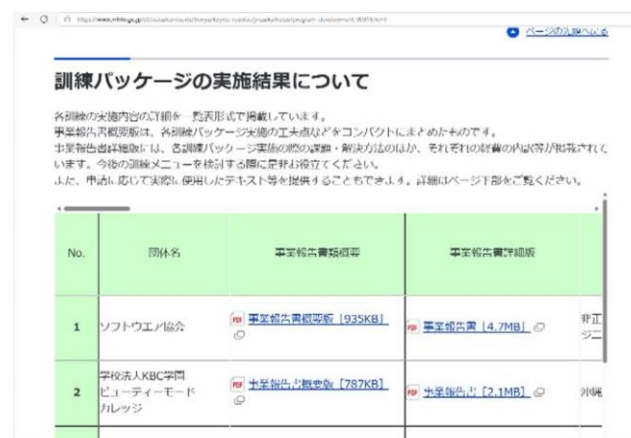 ページの先頭へ戻る
訓練パッケージの実施結果について
各訓練の実施内容の詳細を一覧表形式で掲載しています。
事業報告書概要版は、各訓練パッケージ実施の工夫点などをコンパクトにまとめたものです。
事業報告書詳細版には、各訓練パッケージ実施の際の課題・解決方法のほか、それぞれの経費の内訳等が掲載されて
います。今後の訓練メニューを検討する際に是非お役立てください。
また、申請に応じて実際に使用したテキスト等を提供することもできます。詳細はページ下部をご覧ください。
No. 団体名 事業報告書類概要 事業報告書詳細版
1 ソフトウエア協会 PDF 事業報告書概要版 [935KB] PDF 事業報告書 [4.7MB] 非正
ジニ
2 学校法人KBC学園
ビューティーモード
カレッジ
PDF 事業報告書概要版 [787KB] PDF 事業報告書 [2.1MB] 沖縄